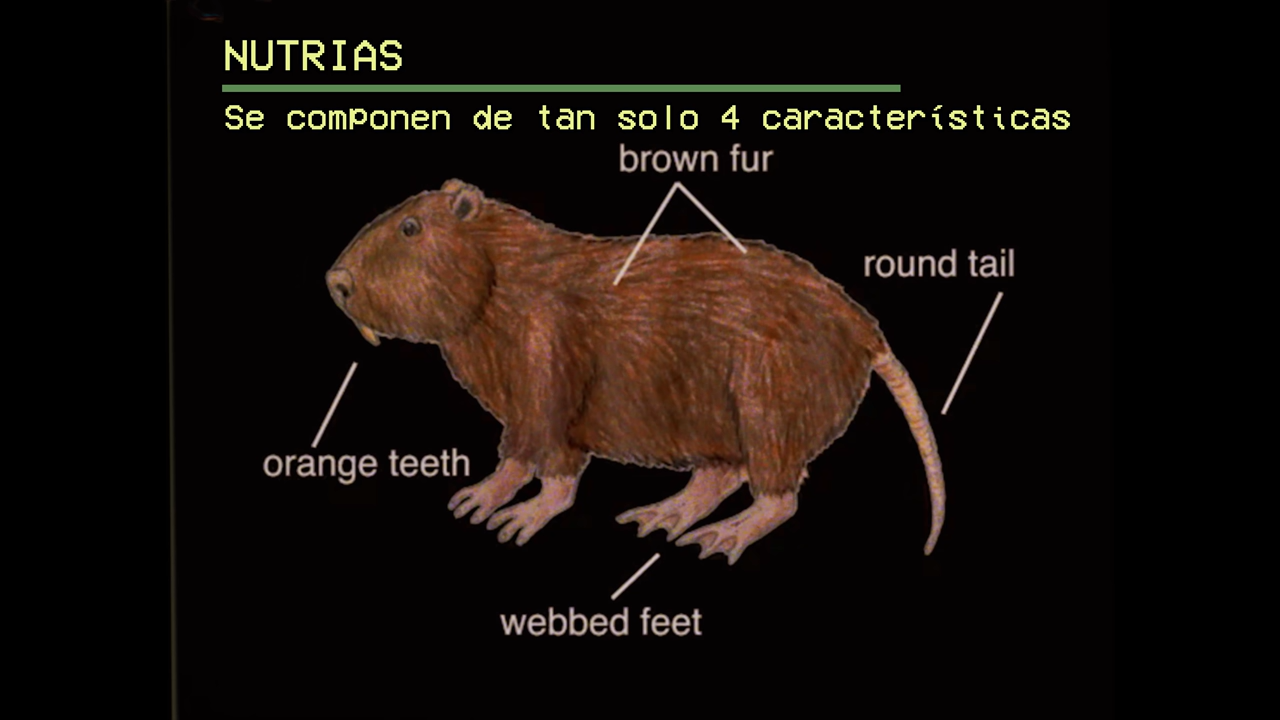 NUTRIAS
Se componen de tan solo 4 características
brown fur
round tail
orange teeth
webbed feet